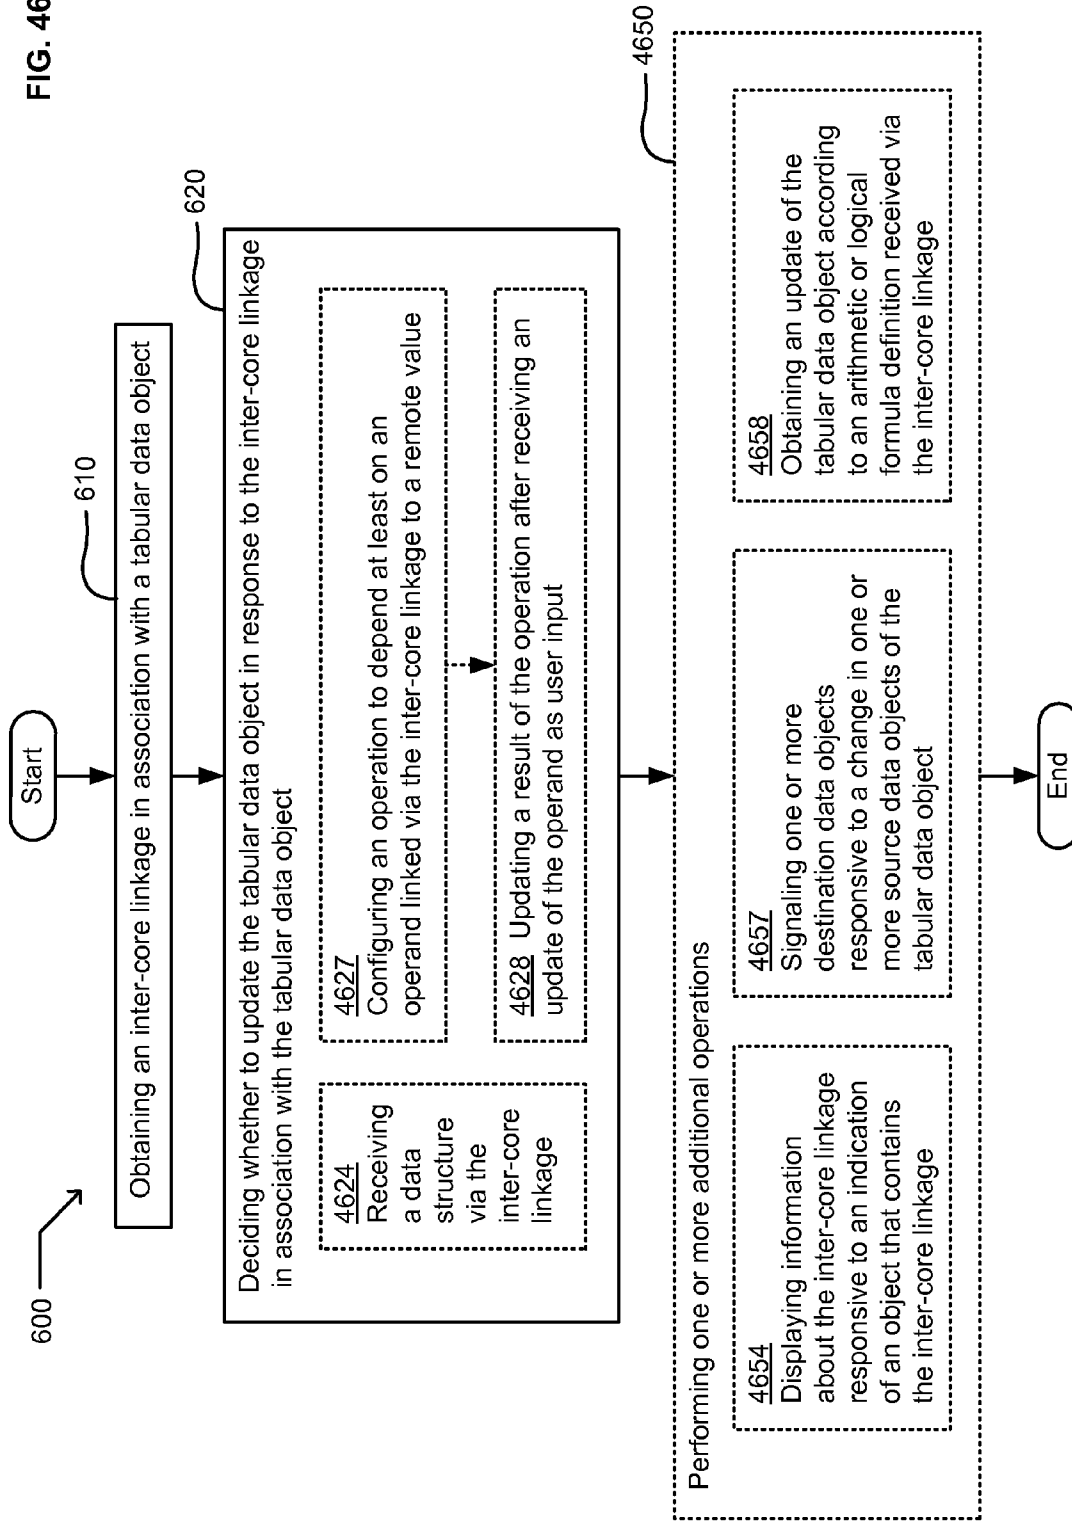 FIG. 46
600
Start
610
Obtaining an inter-core linkage in association with a tabular data object
620
Deciding whether to update the tabular data object in response to the inter-core linkage
in association with the tabular data object
4624
Receiving
a data
structure
via the
inter-core
linkage
4627
Configuring an operation to depend at least on an
operand linked via the inter-core linkage to a remote value
4628 Updating a result of the operation after receiving an
update of the operand as user input
4650
Performing one or more additional operations
4654
Displaying information
about the inter-core linkage
responsive to an indication
of an object that contains
the inter-core linkage
4657
Signaling one or more
destination data objects
responsive to a change in one or
more source data objects of the
tabular data object
4658
Obtaining an update of the
tabular data object according
to an arithmetic or logical
formula definition received via
the inter-core linkage
End